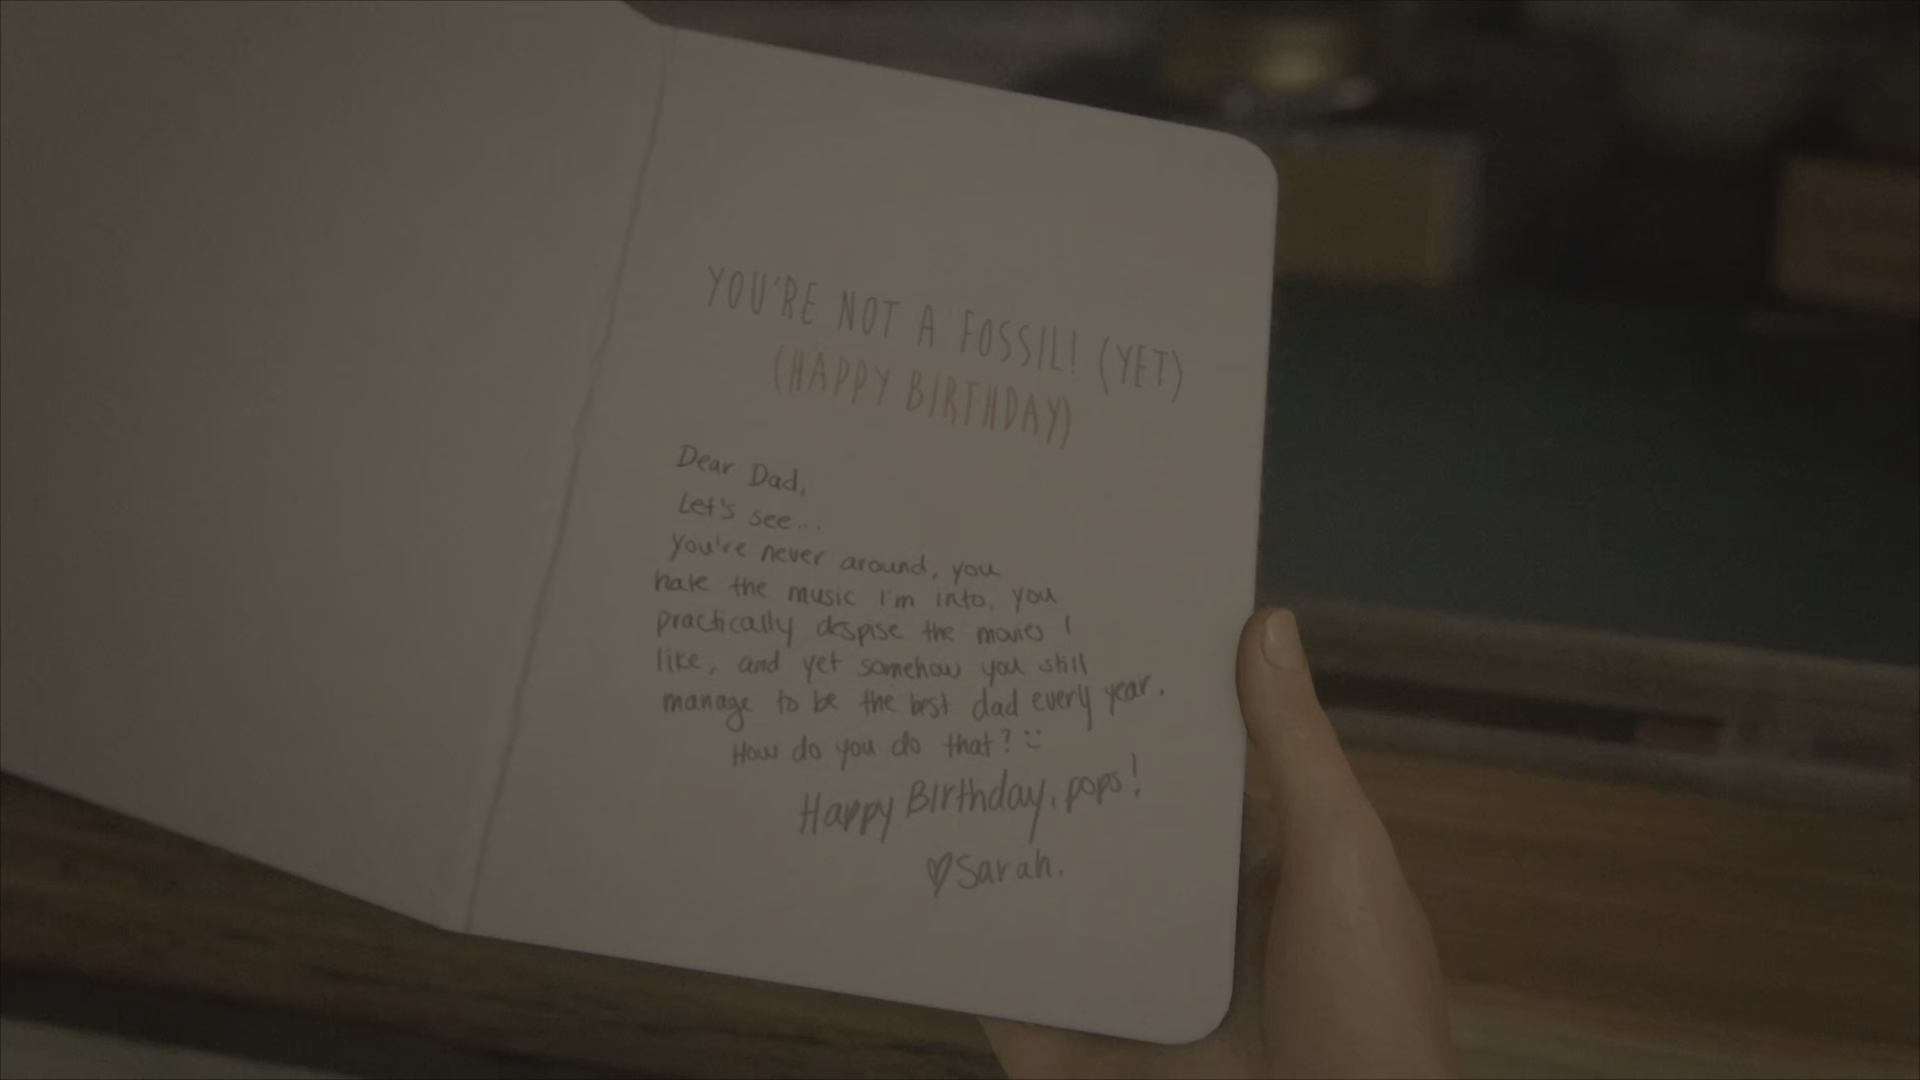 YOU'RE NOT A FOSSIL! (YET)
(HAPPY BIRTHDAY)
Dear Dad,
Let's see...
You're never around, you
hate the music I'm into, you
practically despise the movies I
like, and yet somehow you still
manage to be the best dad every year.
How do you do that? :)
Happy Birthday, pops!
♡Sarah.